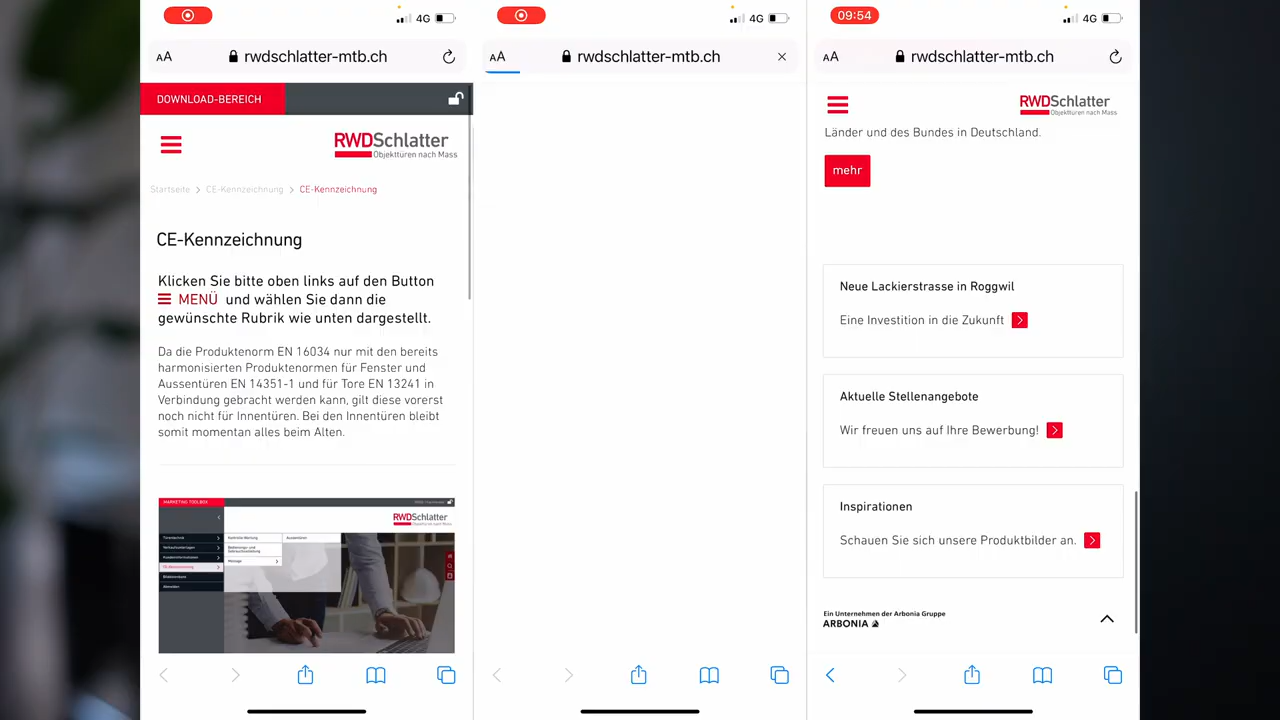 4G
AA rwdschlatter-mtb.ch
DOWNLOAD-BEREICH
RWDSchlatter
Objekttüren nach Mass
Startseite > CE-Kennzeichnung > CE-Kennzeichnung
CE-Kennzeichnung
Klicken Sie bitte oben links auf den Button
MENÜ und wählen Sie dann die
gewünschte Rubrik wie unten dargestellt.
Da die Produktenorm EN 16034 nur mit den bereits
harmonisierten Produktenormen für Fenster und
Aussentüren EN 14351-1 und für Tore EN 13241 in
Verbindung gebracht werden kann, gilt diese vorerst
noch nicht für Innentüren. Bei den Innentüren bleibt
somit momentan alles beim Alten.
MARKETING TOOLBOX
RWDSchlatter
4G
AA rwdschlatter-mtb.ch
09:54 4G
AA rwdschlatter-mtb.ch
RWDSchlatter
Objekttüren nach Mass
Länder und des Bundes in Deutschland.
mehr
Neue Lackierstrasse in Roggwil
Eine Investition in die Zukunft
Aktuelle Stellenangebote
Wir freuen uns auf Ihre Bewerbung!
Inspirationen
Schauen Sie sich unsere Produktbilder an.
Ein Unternehmen der Arbonia Gruppe
ARBONIA